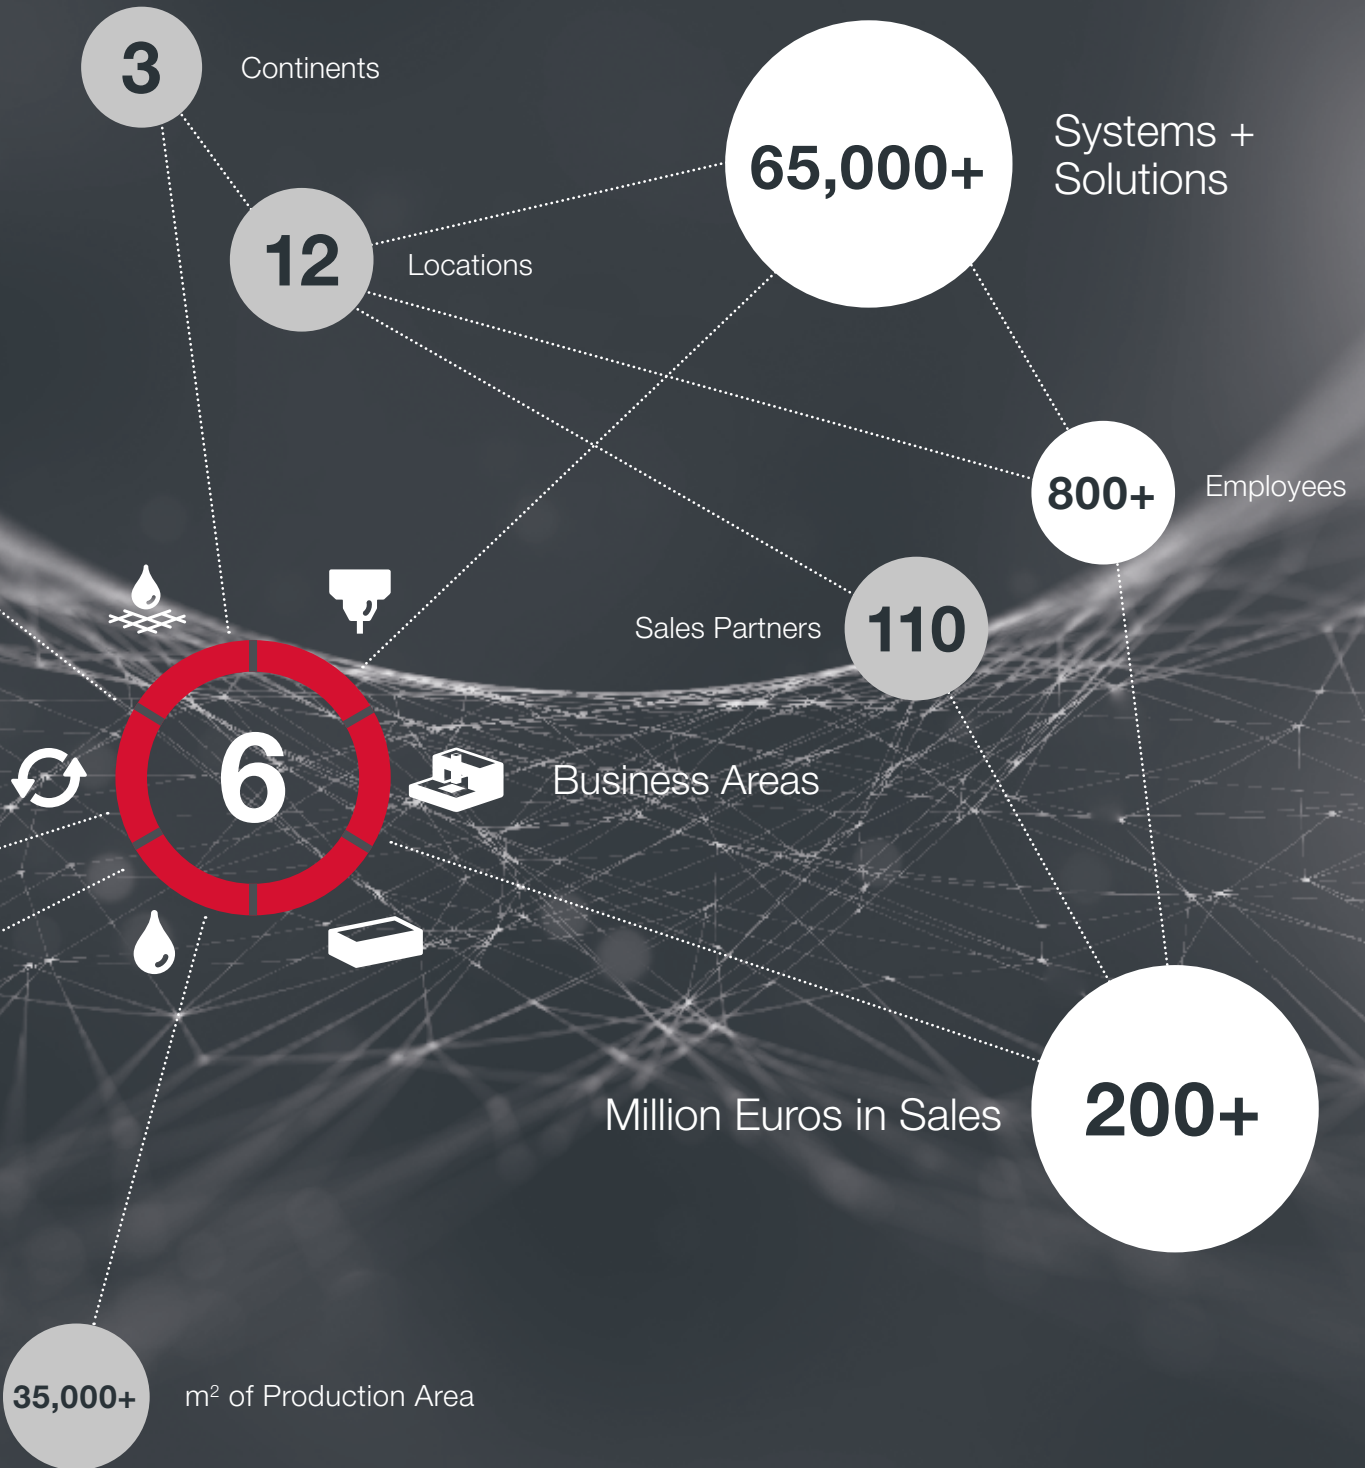 3
Continents
65,000+
Systems +
Solutions
12
Locations
800+
Employees
Sales Partners
110
6
Business Areas
Million Euros in Sales
200+
35,000+
m² of Production Area